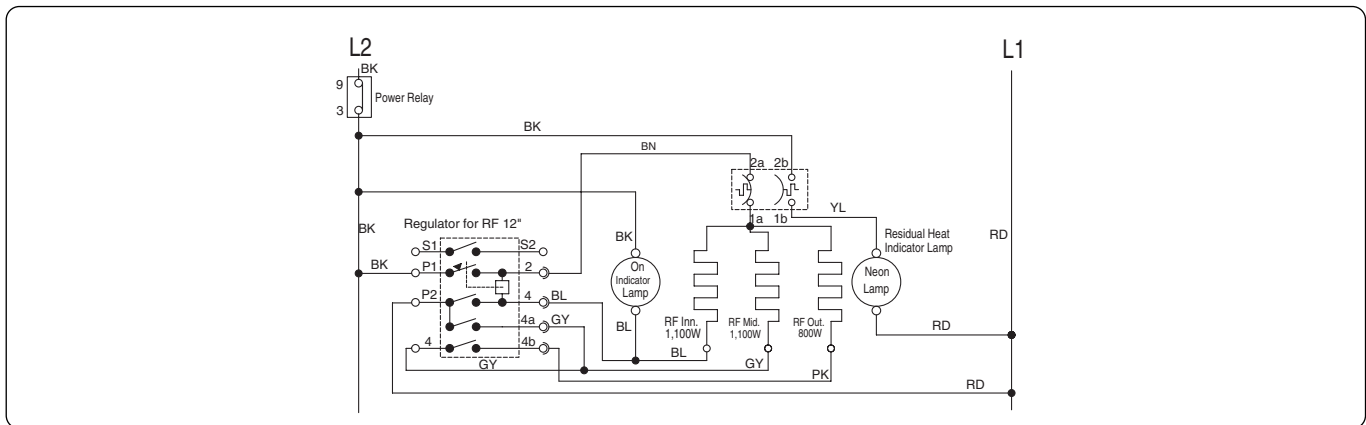 L2
L1
BK
9
Power Relay
3
BK
BN
2a 2b
1a 1b
YL
Residual Heat
Indicator Lamp
RD
Regulator for RF 12"
BK
BK
S1
S2
BK
P1
2
On
Indicator
Lamp
Neon
Lamp
P2
4
BL
4a
GY
BL
RF Inn.
1,100W
RF Mid.
1,100W
RF Out.
800W
RD
4
4b
BL
GY
GY
PK
RD